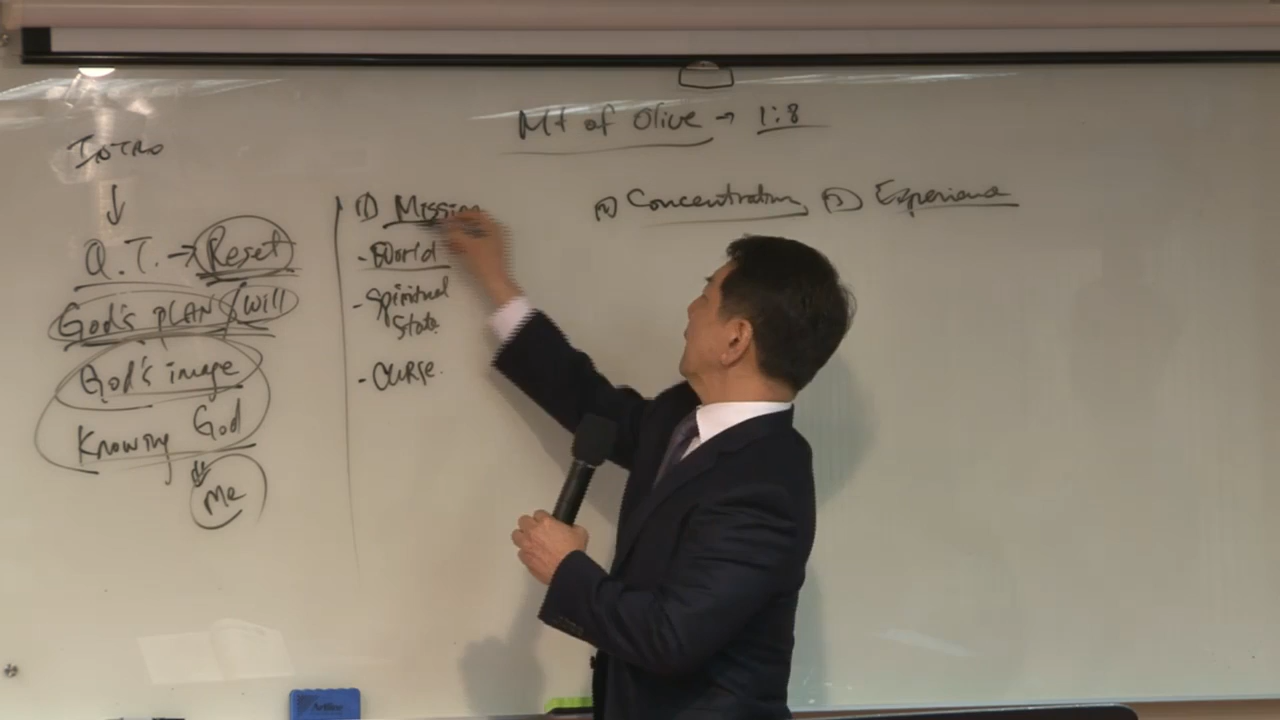 Mt of Olive → 1:8
INTRO
↓
Q.T. → Reset
God's PLAN / Will
God's image
Knowing God
Me
1) Mission
- World
- Spiritual
State
- Curse.
2) Concentration
3) Experience
Artline